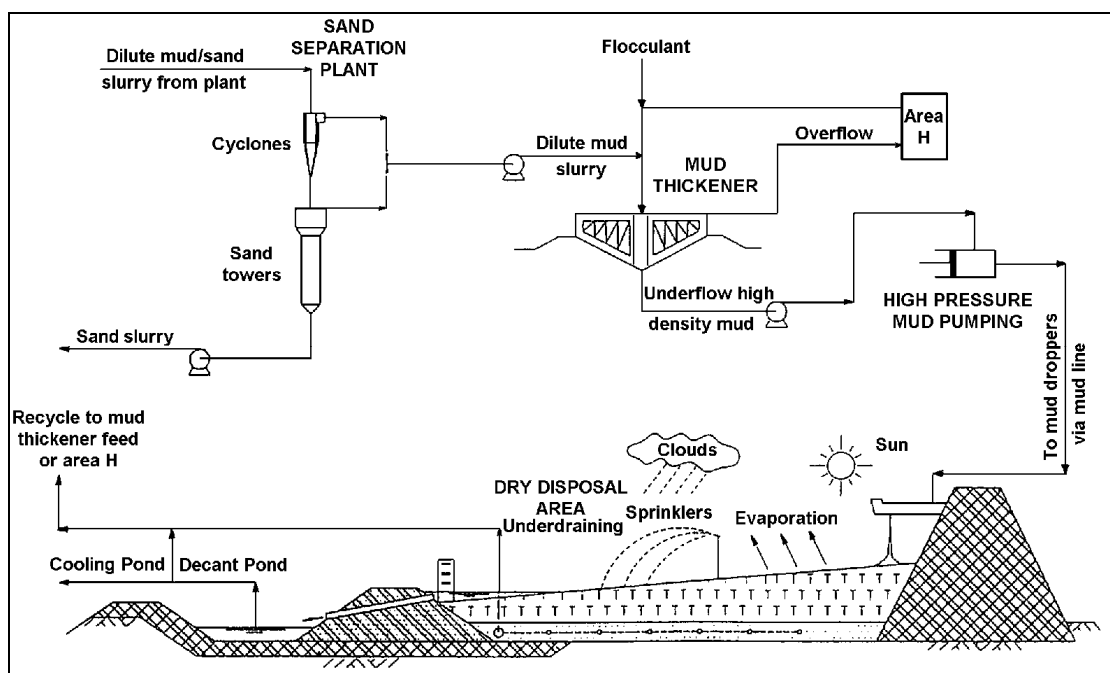 SAND
SEPARATION
PLANT
Dilute mud/sand
slurry from plant
Cyclones
Sand
towers
Sand slurry
Flocculant
Dilute mud
slurry
MUD
THICKENER
Overflow
Area
H
Underflow high
density mud
HIGH PRESSURE
MUD PUMPING
To mud droppers
via mud line
Recycle to mud
thickener feed
or area H
Cooling Pond
Decant Pond
DRY DISPOSAL
AREA
Underdraining
Clouds
Sprinklers
Sun
Evaporation